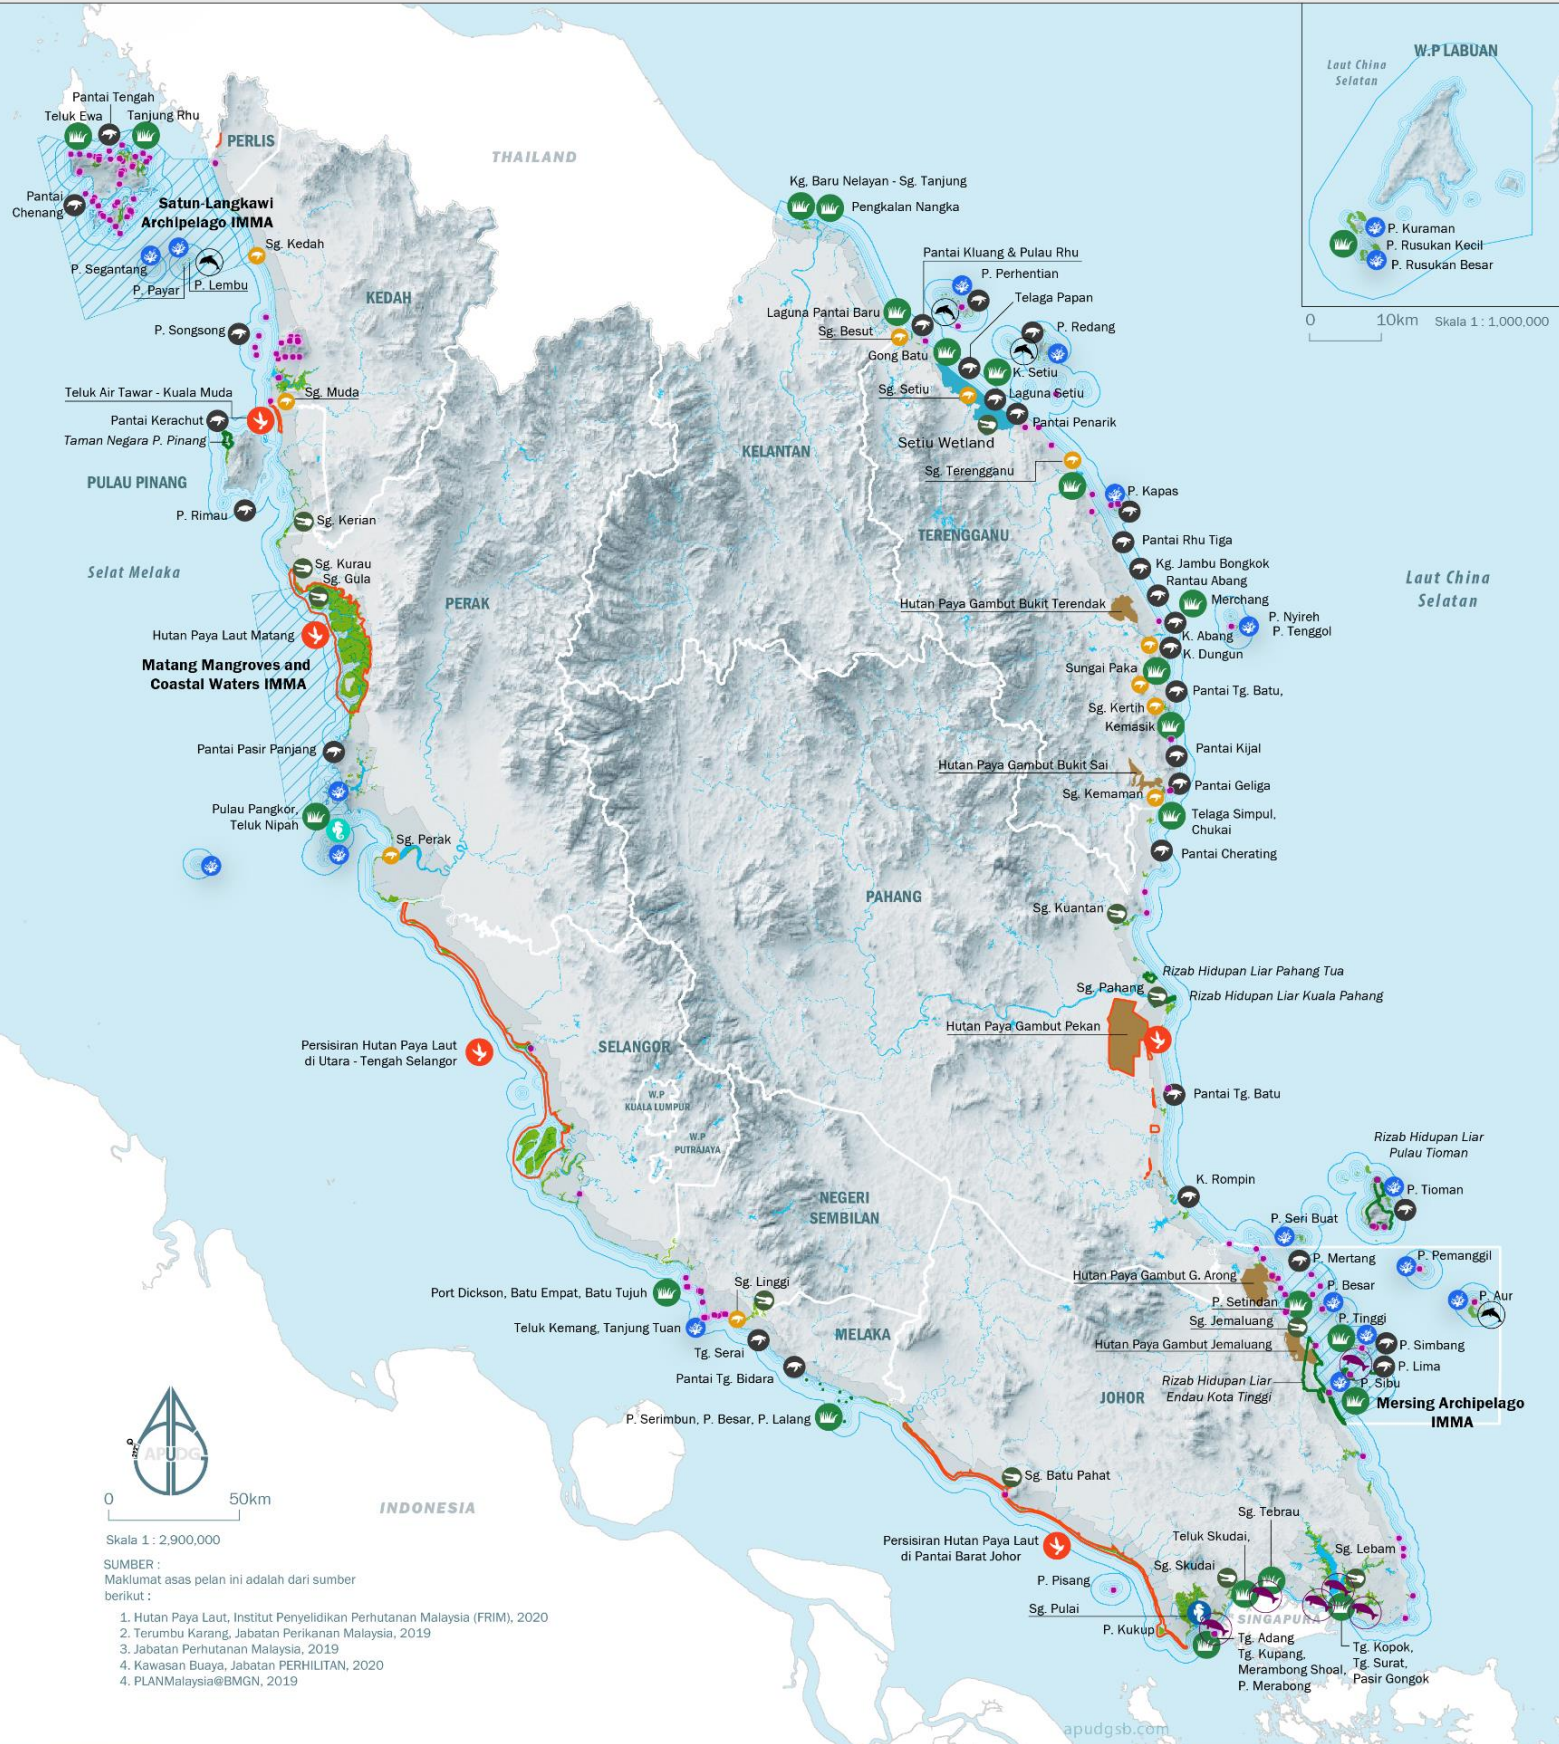 W.P LABUAN
Laut China
Selatan
P. Kuraman
P. Rusukan Kecil
P. Rusukan Besar
0 10km Skala 1 : 1,000,000
Pantai Tengah
Teluk Ewa
Tanjung Rhu
PERLIS
THAILAND
Pantai
Chenang
Satun-Langkawi
Archipelago IMMA
Sg. Kedah
P. Segantang
P. Payar
P. Lembu
KEDAH
P. Songsong
Teluk Air Tawar - Kuala Muda
Sg. Muda
Pantai Kerachut
Taman Negara P. Pinang
PULAU PINANG
P. Rimau
Sg. Kerian
Selat Melaka
Sg. Kurau
Sg. Gula
PERAK
Hutan Paya Laut Matang
Matang Mangroves and
Coastal Waters IMMA
Pantai Pasir Panjang
Pulau Pangkor,
Teluk Nipah
Sg. Perak
Kg, Baru Nelayan - Sg. Tanjung
Pengkalan Nangka
Pantai Kluang & Pulau Rhu
P. Perhentian
Telaga Papan
Laguna Pantai Baru
Sg. Besut
P. Redang
Gong Batu
K. Setiu
Sg. Setiu
Laguna Setiu
Pantai Penarik
Setiu Wetland
KELANTAN
Sg. Terengganu
P. Kapas
TERENGGANU
Pantai Rhu Tiga
Kg. Jambu Bongkok
Rantau Abang
Merchang
Hutan Paya Gambut Bukit Terendak
P. Nyireh
P. Tenggol
K. Abang
K. Dungun
Sungai Paka
Pantai Tg. Batu,
Sg. Kertih
Kemasik
Pantai Kijal
Hutan Paya Gambut Bukit Sai
Pantai Geliga
Sg. Kemaman
Telaga Simpul,
Chukai
Pantai Cherating
Laut China
Selatan
PAHANG
Sg. Kuantan
Rizab Hidupan Liar Pahang Tua
Sg. Pahang
Rizab Hidupan Liar Kuala Pahang
Hutan Paya Gambut Pekan
Persisiran Hutan Paya Laut
di Utara - Tengah Selangor
SELANGOR
W.P
KUALA LUMPUR
W.P
PUTRAJAYA
Pantai Tg. Batu
Rizab Hidupan Liar
Pulau Tioman
K. Rompin
P. Tioman
NEGERI
SEMBILAN
P. Seri Buat
P. Mertang
P. Pemanggil
Hutan Paya Gambut G. Arong
P. Besar
P. Aur
P. Setindan
Sg. Jemaluang
P. Tinggi
Hutan Paya Gambut Jemaluang
P. Simbang
P. Lima
Rizab Hidupan Liar
Endau Kota Tinggi
P. Sibu
Mersing Archipelago
IMMA
Port Dickson, Batu Empat, Batu Tujuh
Sg. Linggi
Teluk Kemang, Tanjung Tuan
Tg. Serai
MELAKA
Pantai Tg. Bidara
P. Serimbun, P. Besar, P. Lalang
JOHOR
Sg. Batu Pahat
Persisiran Hutan Paya Laut
di Pantai Barat Johor
P. Pisang
Sg. Pulai
P. Kukup
Sg. Tebrau
Teluk Skudai,
Sg. Skudai
Sg. Lebam
SINGAPURA
Tg. Adang
Tg. Kupang,
Merambong Shoal,
P. Merabong
Tg. Kopok,
Tg. Surat,
Pasir Gongok
INDONESIA
APUDG
0 50km
Skala 1 : 2,900,000
SUMBER :
Maklumat asas pelan ini adalah dari sumber
berikut :
1. Hutan Paya Laut, Institut Penyelidikan Perhutanan Malaysia (FRIM), 2020
2. Terumbu Karang, Jabatan Perikanan Malaysia, 2019
3. Jabatan Perhutanan Malaysia, 2019
4. Kawasan Buaya, Jabatan PERHILITAN, 2020
4. PLANMalaysia@BMGN, 2019
apudgsb.com